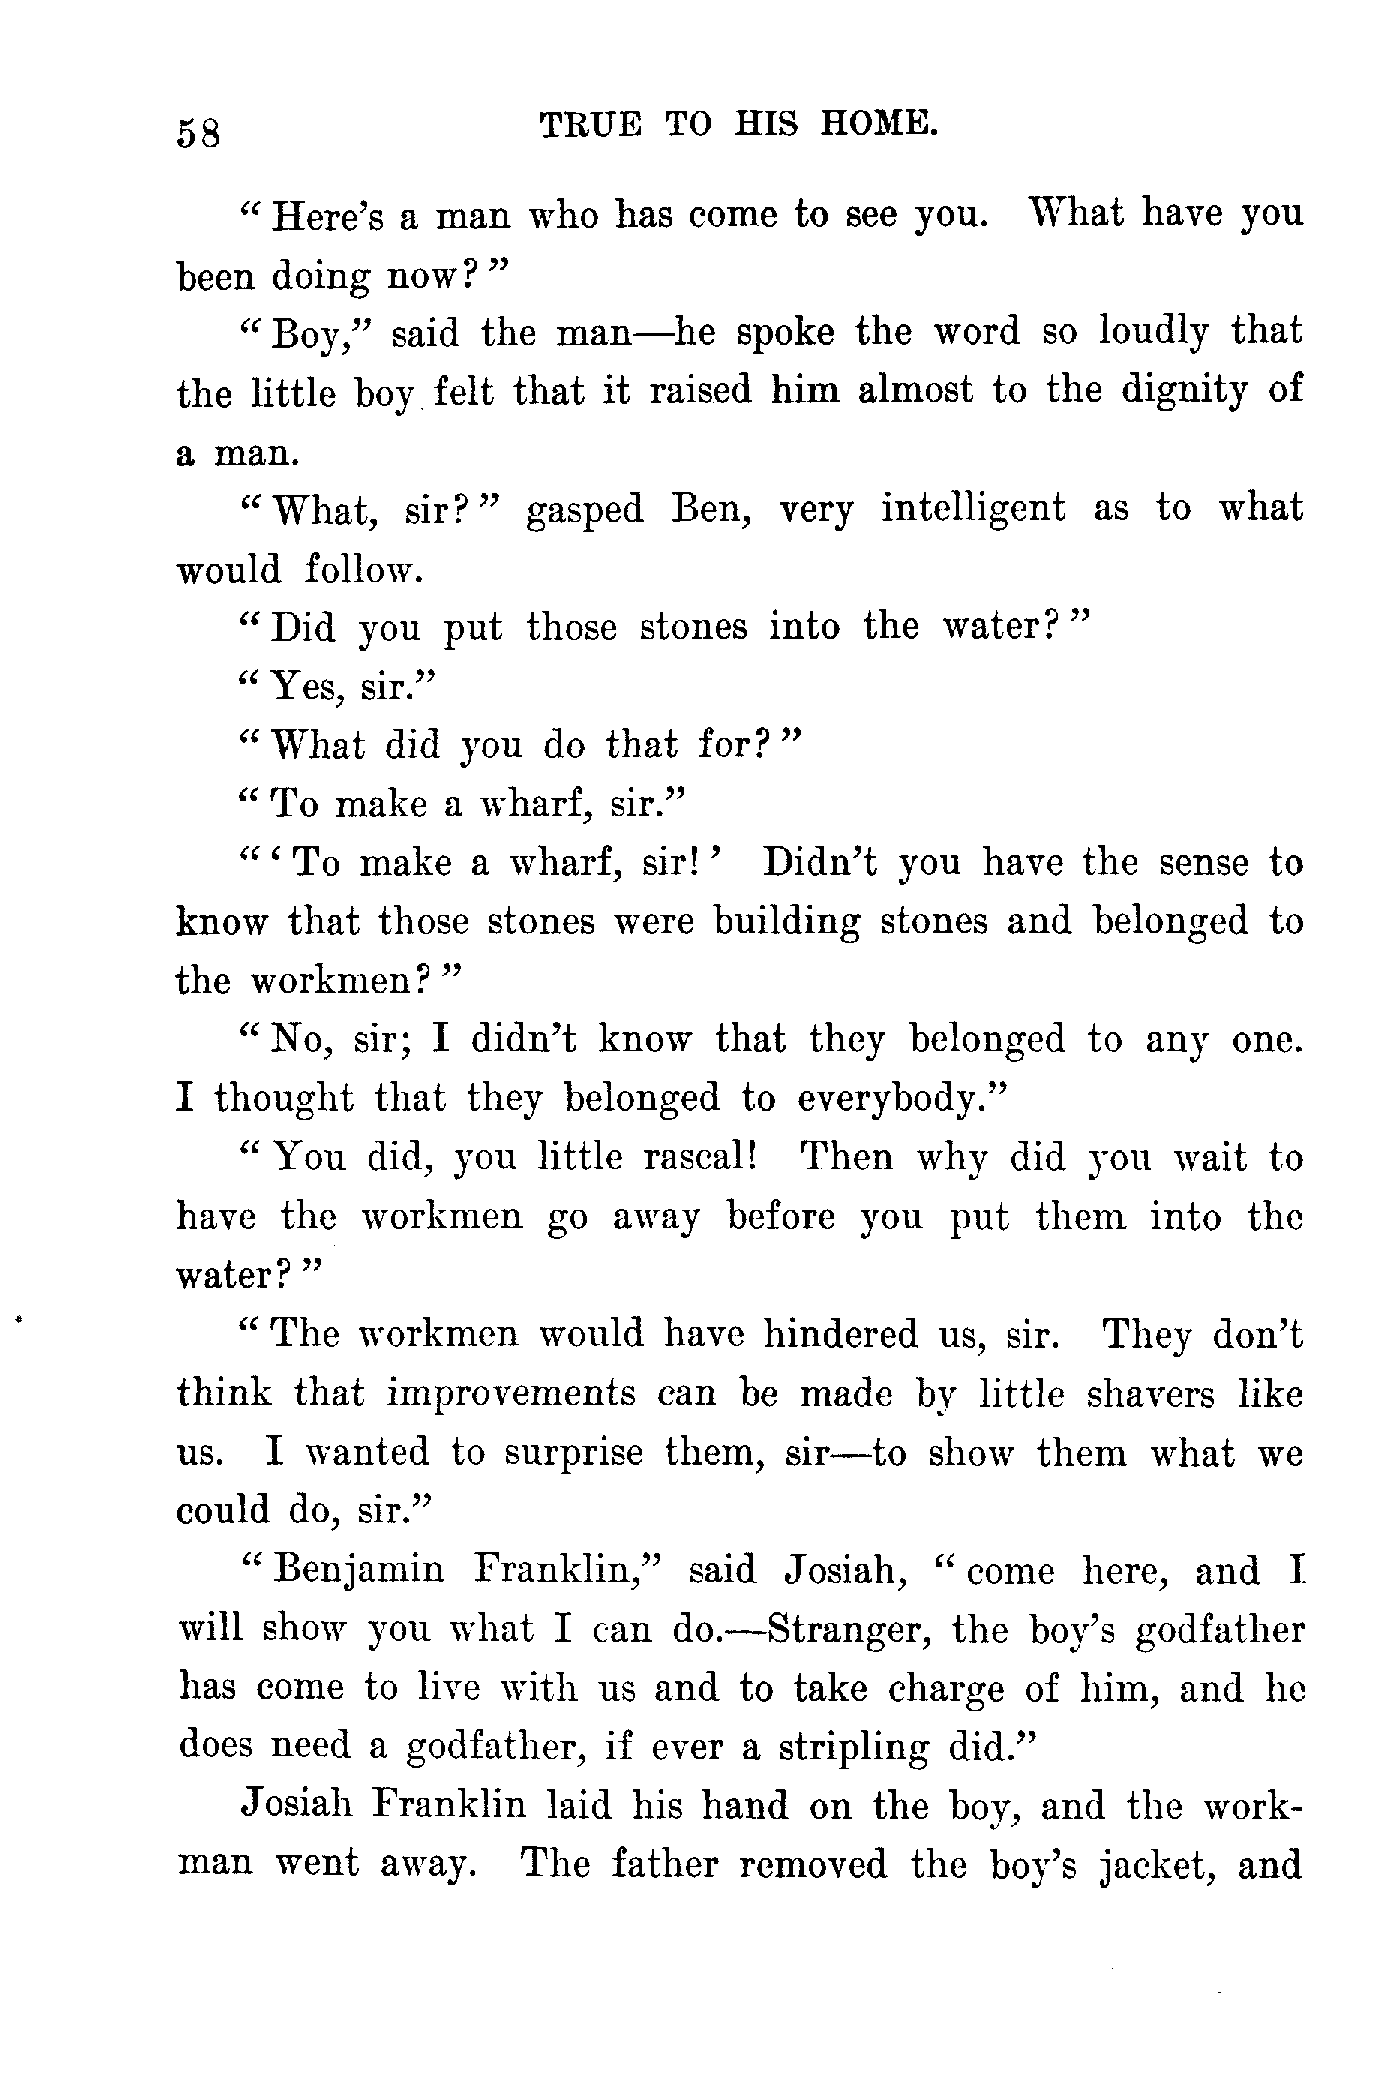 58 TRUE TO HIS HOME.
“Here’s a man who has come to see you. What have you
been doing now?”
“Boy,” said the man—he spoke the word so loudly that
the little boy felt that it raised him almost to the dignity of
a man.
“What, sir?” gasped Ben, very intelligent as to what
would follow.
“Did you put those stones into the water?”
“Yes, sir.”
“What did you do that for?”
“To make a wharf, sir.”
“‘To make a wharf, sir!’ Didn’t you have the sense to
know that those stones were building stones and belonged to
the workmen?”
“No, sir; I didn’t know that they belonged to any one.
I thought that they belonged to everybody.”
“You did, you little rascal! Then why did you wait to
have the workmen go away before you put them into the
water?”
“The workmen would have hindered us, sir. They don’t
think that improvements can be made by little shavers like
us. I wanted to surprise them, sir—to show them what we
could do, sir.”
“Benjamin Franklin,” said Josiah, “come here, and I
will show you what I can do.—Stranger, the boy’s godfather
has come to live with us and to take charge of him, and he
does need a godfather, if ever a stripling did.”
Josiah Franklin laid his hand on the boy, and the work-
man went away. The father removed the boy’s jacket, and